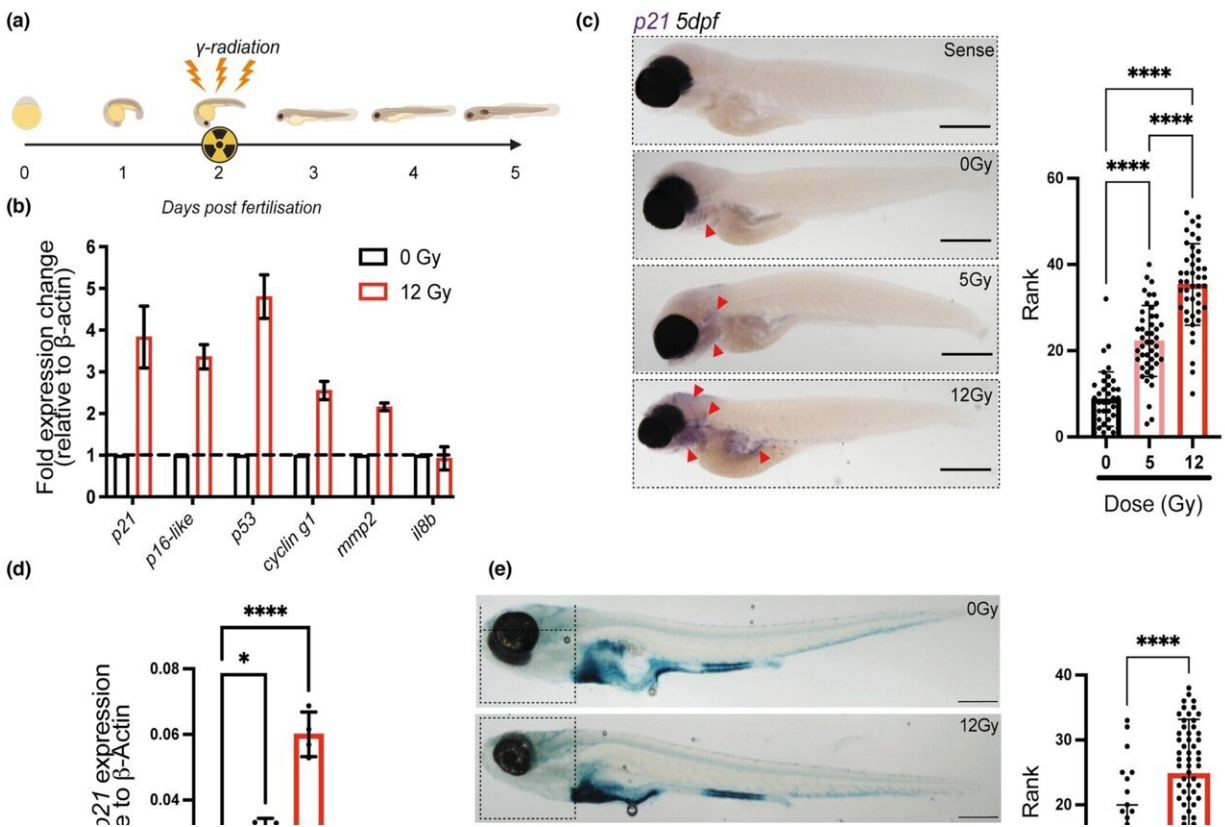 (a)
γ-radiation
0 1 2 3 4 5
Days post fertilisation
(b)
Fold expression change
(relative to β-actin)
6
5
4
3
2
1
0
0 Gy
12 Gy
p21
p16-like
p53
cyclin g1
mmp2
il8b
(c)
p21 5dpf
Sense
0Gy
5Gy
12Gy
****
****
****
Rank
60
40
20
0
0 5 12
Dose (Gy)
(d)
****
*
p21 expression
e to β-Actin
0.08
0.06
0.04
(e)
0Gy
12Gy
****
Rank
40
30
20